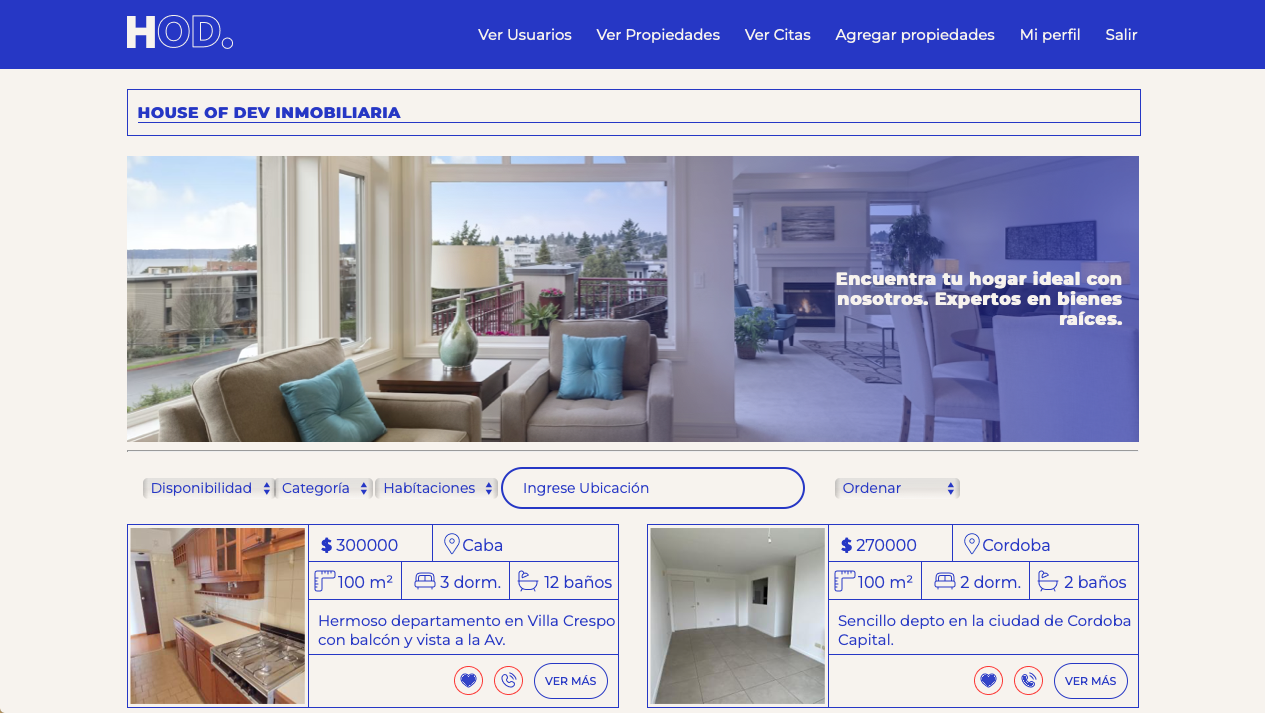 HOD.
Ver Usuarios Ver Propiedades Ver Citas Agregar propiedades Mi perfil Salir
HOUSE OF DEV INMOBILIARIA
Encuentra tu hogar ideal con
nosotros. Expertos en bienes
raíces.
Disponibilidad Categoría Habítaciones Ingrese Ubicación Ordenar
$ 300000 Caba
100 m² 3 dorm. 12 baños
Hermoso departamento en Villa Crespo
con balcón y vista a la Av.
VER MÁS
$ 270000 Cordoba
100 m² 2 dorm. 2 baños
Sencillo depto en la ciudad de Cordoba
Capital.
VER MÁS